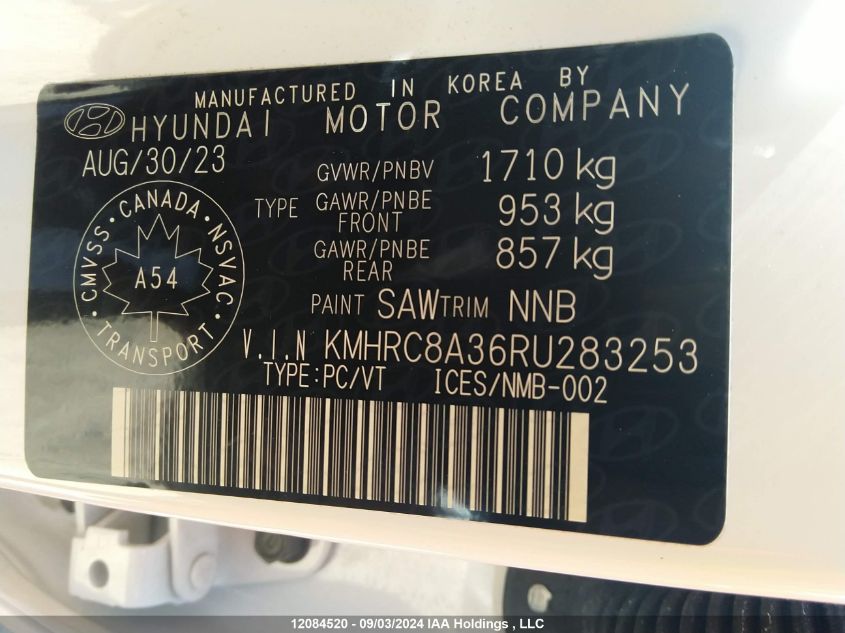 MANUFACTURED IN KOREA BY
HYUNDAI MOTOR COMPANY
AUG/30/23
GVWR/PNBV 1710 kg
TYPE GAWR/PNBE FRONT 953 kg
GAWR/PNBE REAR 857 kg
CMVSS · CANADA · NSVAC · TRANSPORT
A54
PAINT SAW TRIM NNB
V.I.N KMHRC8A36RU283253
TYPE:PC/VT ICES/NMB-002
12084520 - 09/03/2024 IAA Holdings , LLC